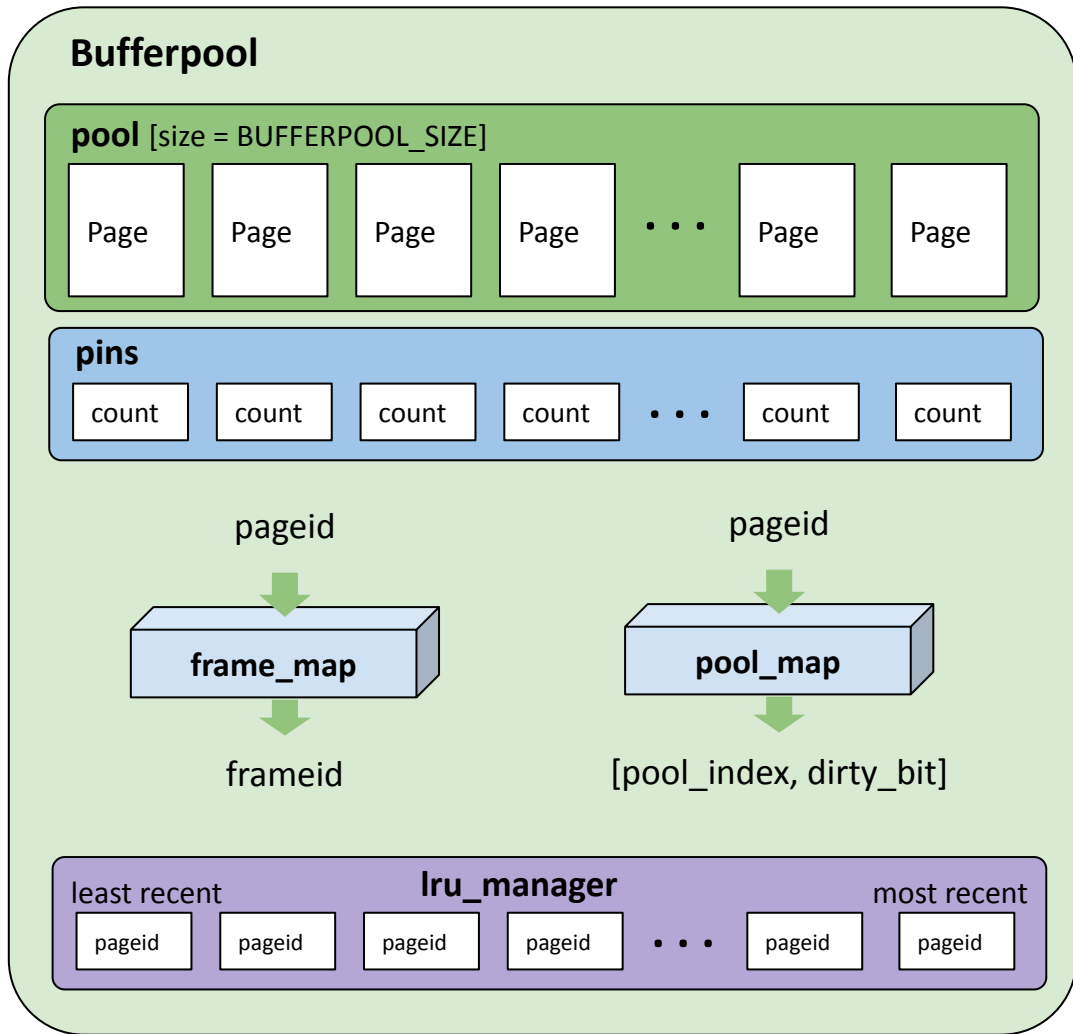 Bufferpool
pool [size = BUFFERPOOL_SIZE]
Page Page Page Page . . . Page Page
pins
count count count count . . . count count
pageid pageid
frame_map pool_map
frameid [pool_index, dirty_bit]
least recent lru_manager most recent
pageid pageid pageid pageid . . . pageid pageid